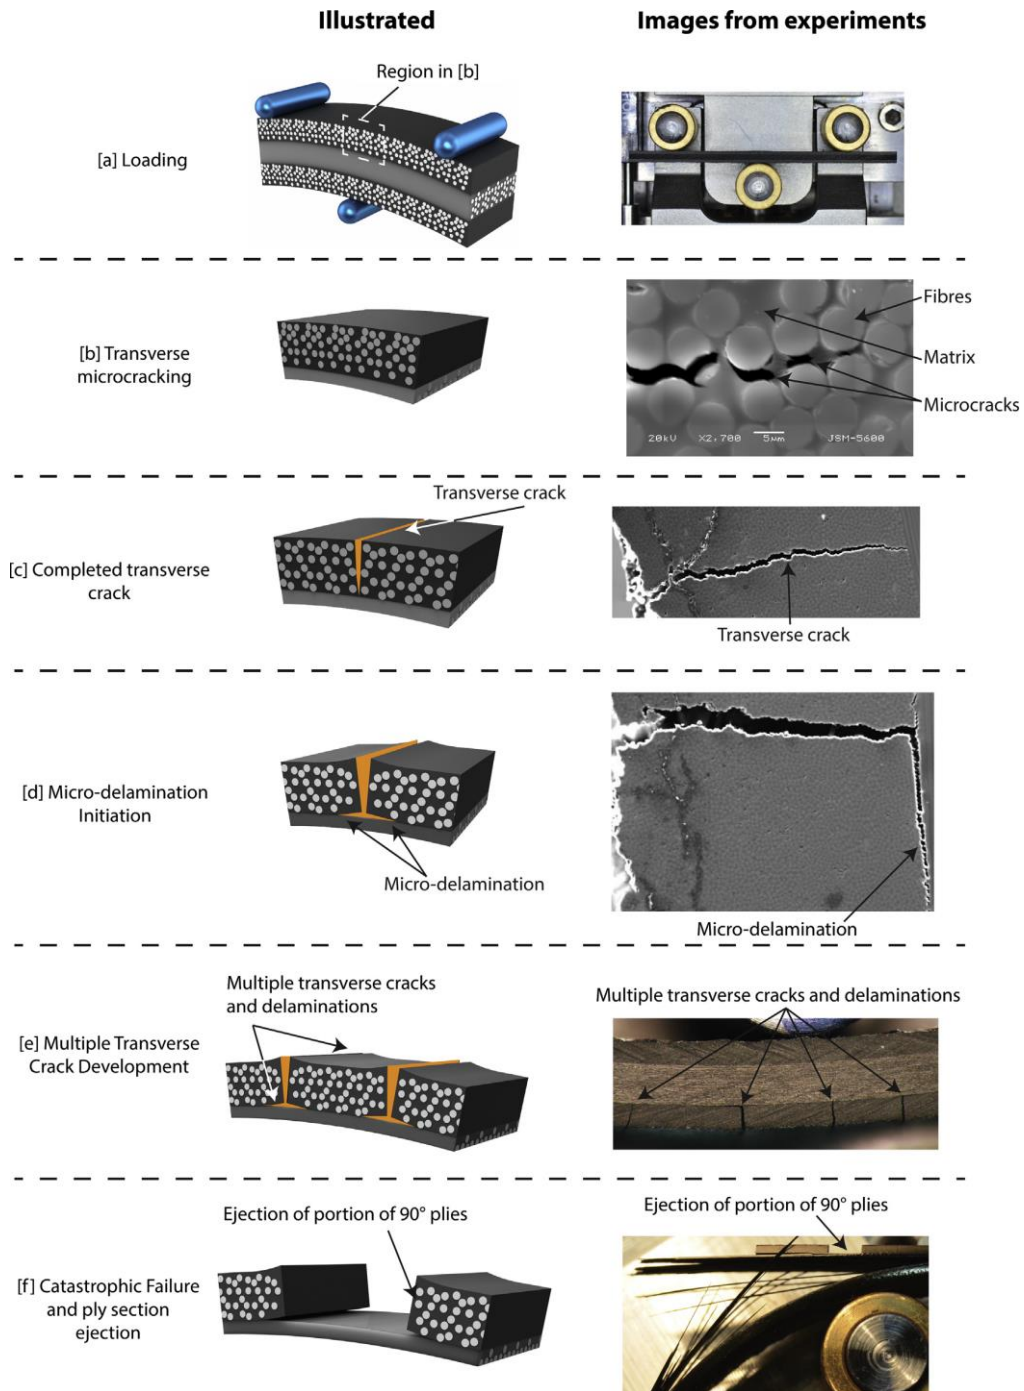 Illustrated
Images from experiments
Region in [b]
[a] Loading
[b] Transverse
microcracking
Fibres
Matrix
Microcracks
20kV X2,700 5µm JSM-5600
Transverse crack
[c] Completed transverse
crack
Transverse crack
[d] Micro-delamination
Initiation
Micro-delamination
Micro-delamination
Multiple transverse cracks
and delaminations
Multiple transverse cracks and delaminations
[e] Multiple Transverse
Crack Development
Ejection of portion of 90° plies
Ejection of portion of 90° plies
[f] Catastrophic Failure
and ply section
ejection